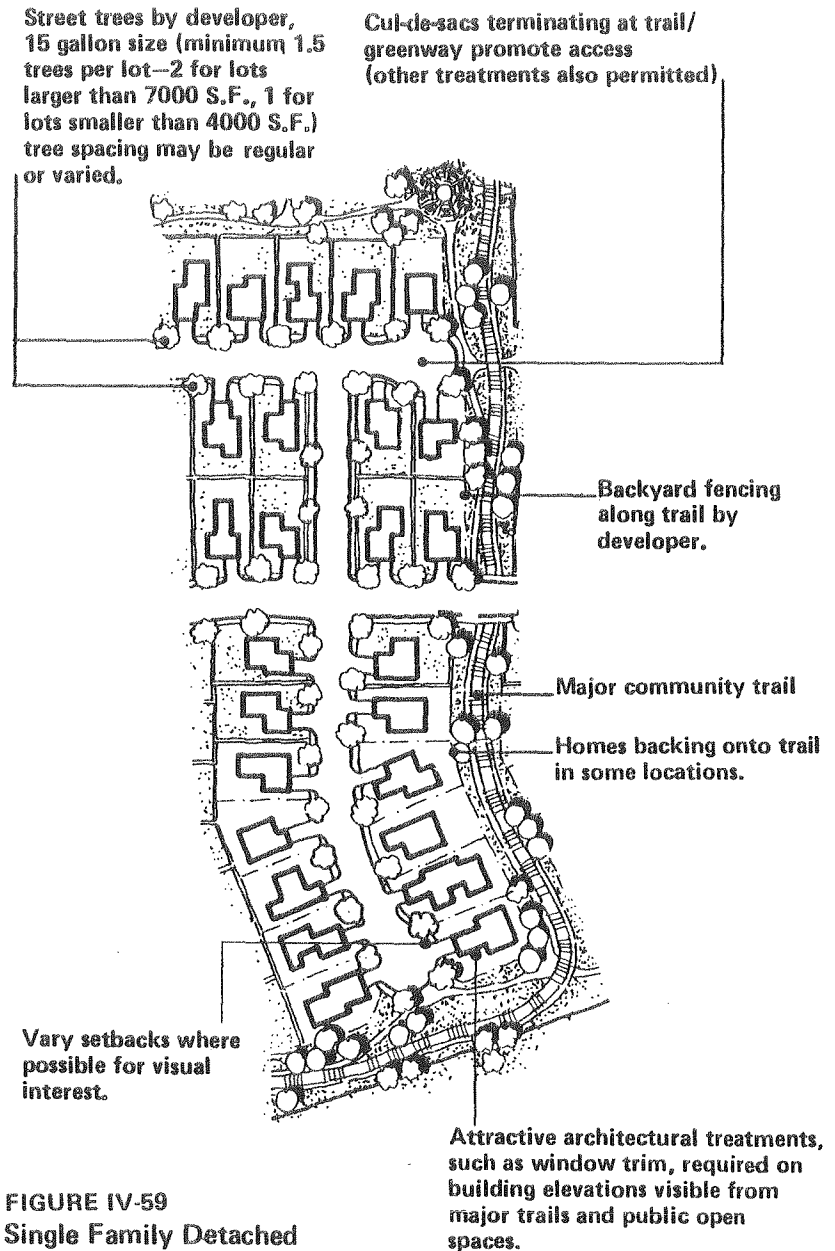 Street trees by developer,
15 gallon size (minimum 1.5
trees per lot—2 for lots
larger than 7000 S.F., 1 for
lots smaller than 4000 S.F.)
tree spacing may be regular
or varied.
Cul-de-sacs terminating at trail/
greenway promote access
(other treatments also permitted)
Backyard fencing
along trail by
developer.
Major community trail
Homes backing onto trail
in some locations.
Vary setbacks where
possible for visual
interest.
Attractive architectural treatments,
such as window trim, required on
building elevations visible from
major trails and public open
spaces.
FIGURE IV-59
Single Family Detached